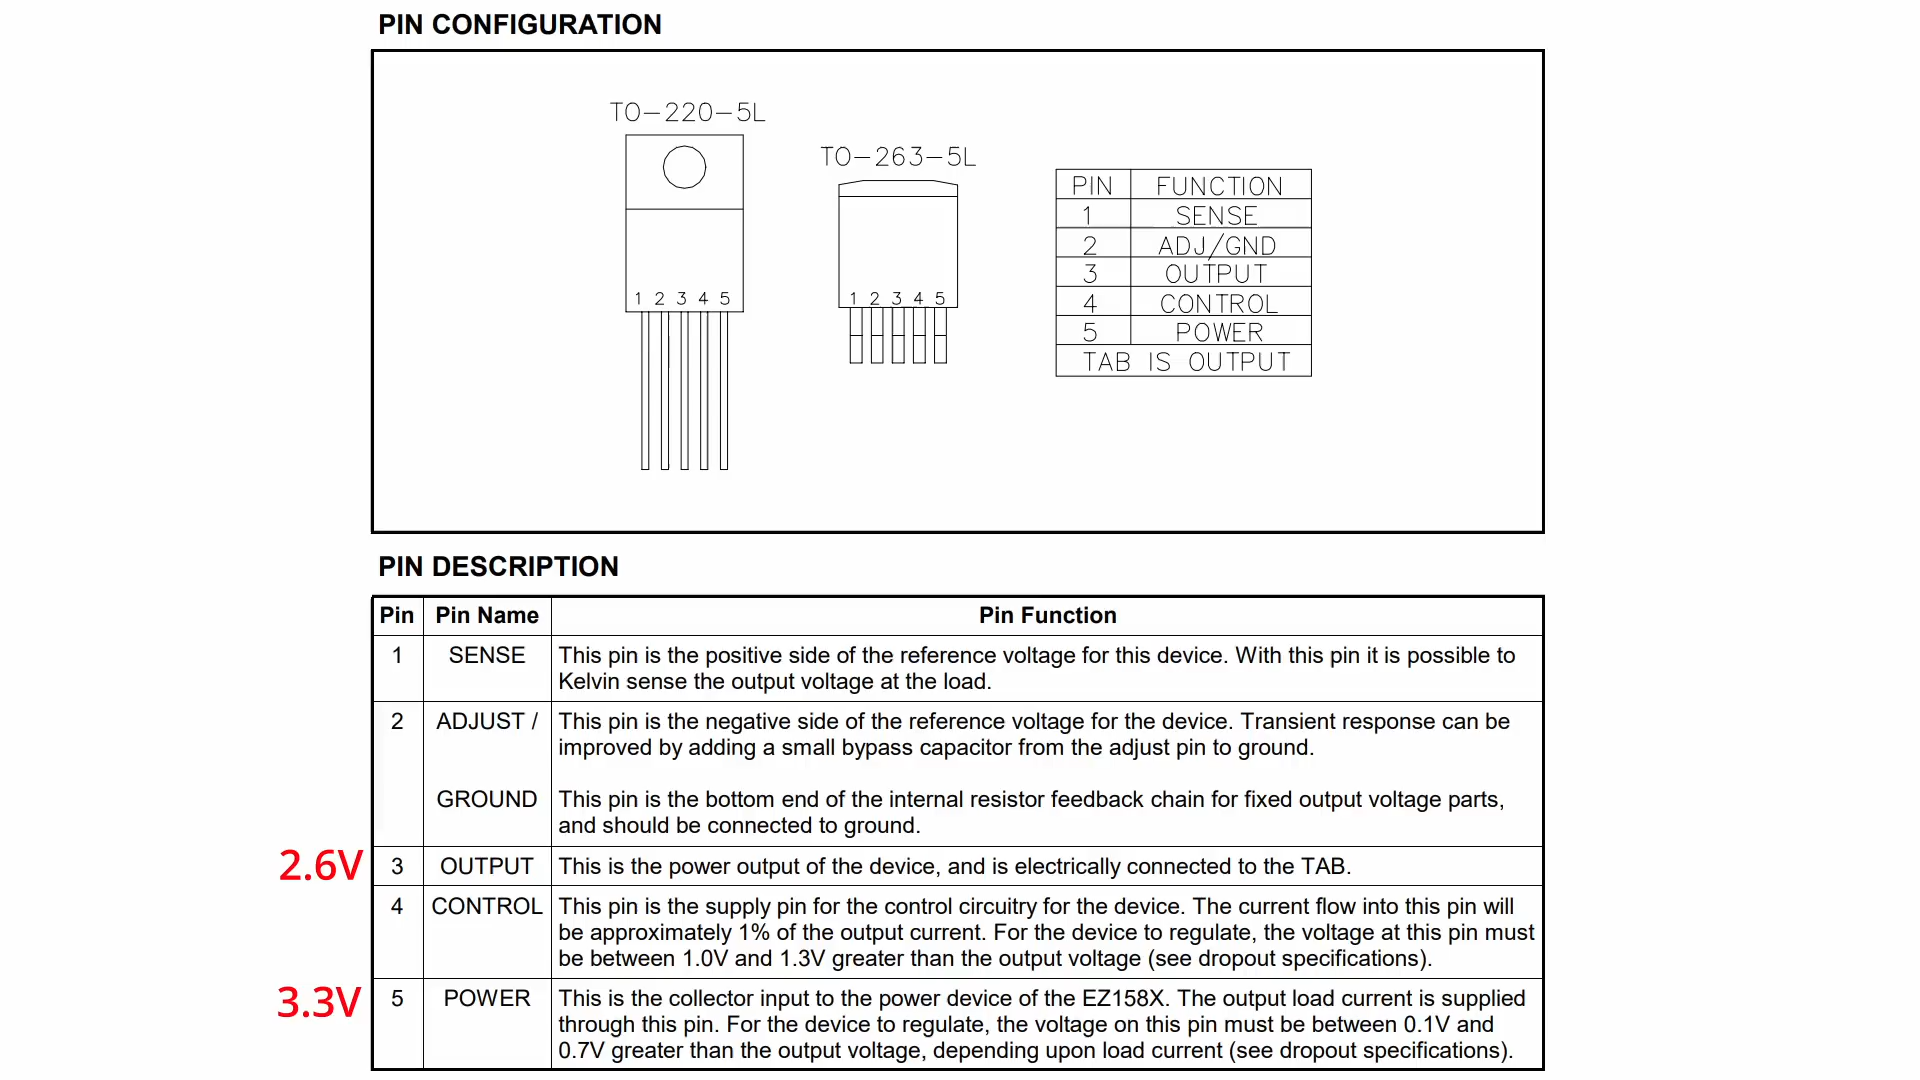 PIN CONFIGURATION
TO-220-5L
TO-263-5L
1 2 3 4 5
1 2 3 4 5
PIN FUNCTION
1 SENSE
2 ADJ/GND
3 OUTPUT
4 CONTROL
5 POWER
TAB IS OUTPUT
PIN DESCRIPTION
Pin Pin Name Pin Function
1 SENSE This pin is the positive side of the reference voltage for this device. With this pin it is possible to
Kelvin sense the output voltage at the load.
2 ADJUST / This pin is the negative side of the reference voltage for the device. Transient response can be
improved by adding a small bypass capacitor from the adjust pin to ground.
GROUND This pin is the bottom end of the internal resistor feedback chain for fixed output voltage parts,
and should be connected to ground.
2.6V 3 OUTPUT This is the power output of the device, and is electrically connected to the TAB.
4 CONTROL This pin is the supply pin for the control circuitry for the device. The current flow into this pin will
be approximately 1% of the output current. For the device to regulate, the voltage at this pin must
be between 1.0V and 1.3V greater than the output voltage (see dropout specifications).
3.3V 5 POWER This is the collector input to the power device of the EZ158X. The output load current is supplied
through this pin. For the device to regulate, the voltage on this pin must be between 0.1V and
0.7V greater than the output voltage, depending upon load current (see dropout specifications).